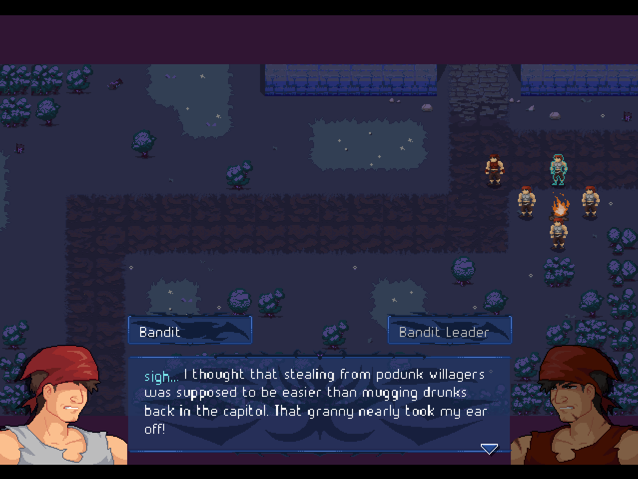 Bandit
Bandit Leader
sigh... I thought that stealing from podunk villagers
was supposed to be easier than mugging drunks
back in the capitol. That granny nearly took my ear
off!